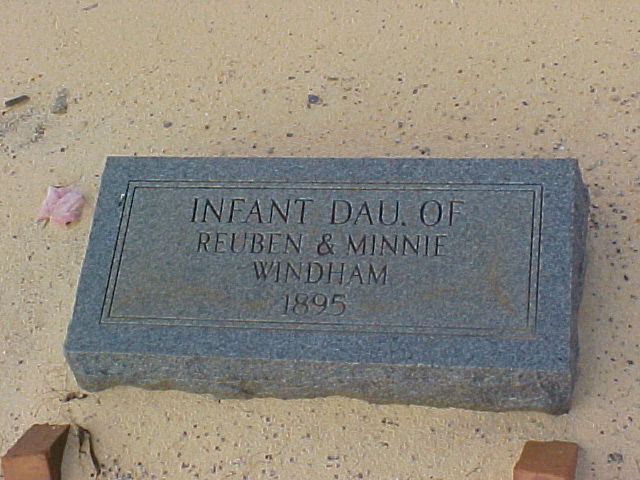 INFANT DAU. OF
REUBEN & MINNIE
WINDHAM
1895